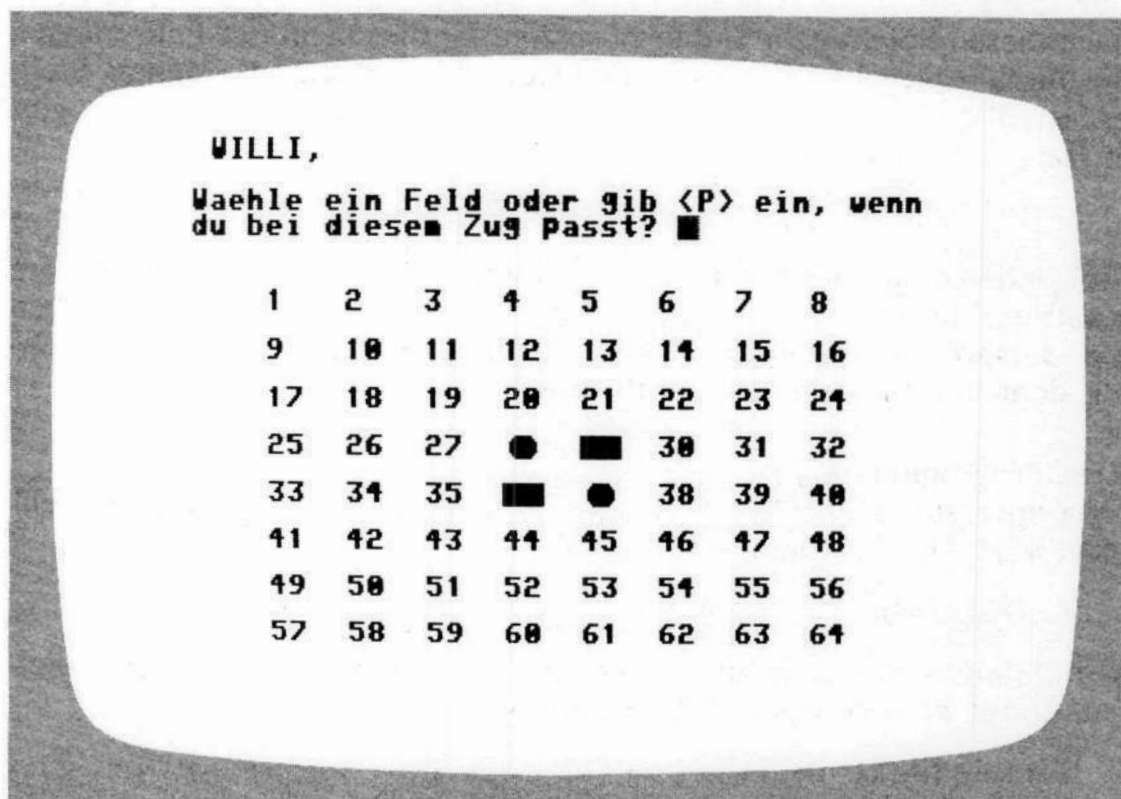 WILLI,
Waehle ein Feld oder gib <P> ein, wenn
du bei diesem Zug passt?
1 2 3 4 5 6 7 8
9 10 11 12 13 14 15 16
17 18 19 20 21 22 23 24
25 26 27 30 31 32
33 34 35 38 39 40
41 42 43 44 45 46 47 48
49 50 51 52 53 54 55 56
57 58 59 60 61 62 63 64